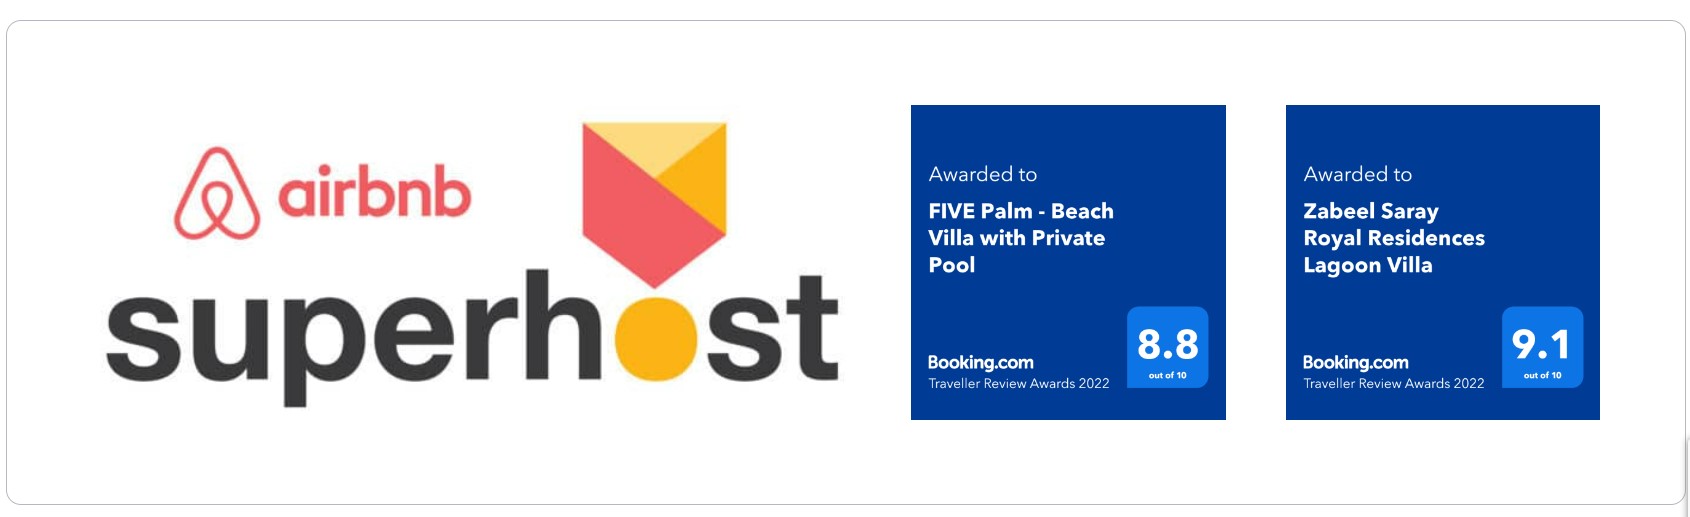 airbnb
superhost
Awarded to
FIVE Palm - Beach
Villa with Private
Pool
8.8
out of 10
Booking.com
Traveller Review Awards 2022
Awarded to
Zabeel Saray
Royal Residences
Lagoon Villa
9.1
out of 10
Booking.com
Traveller Review Awards 2022